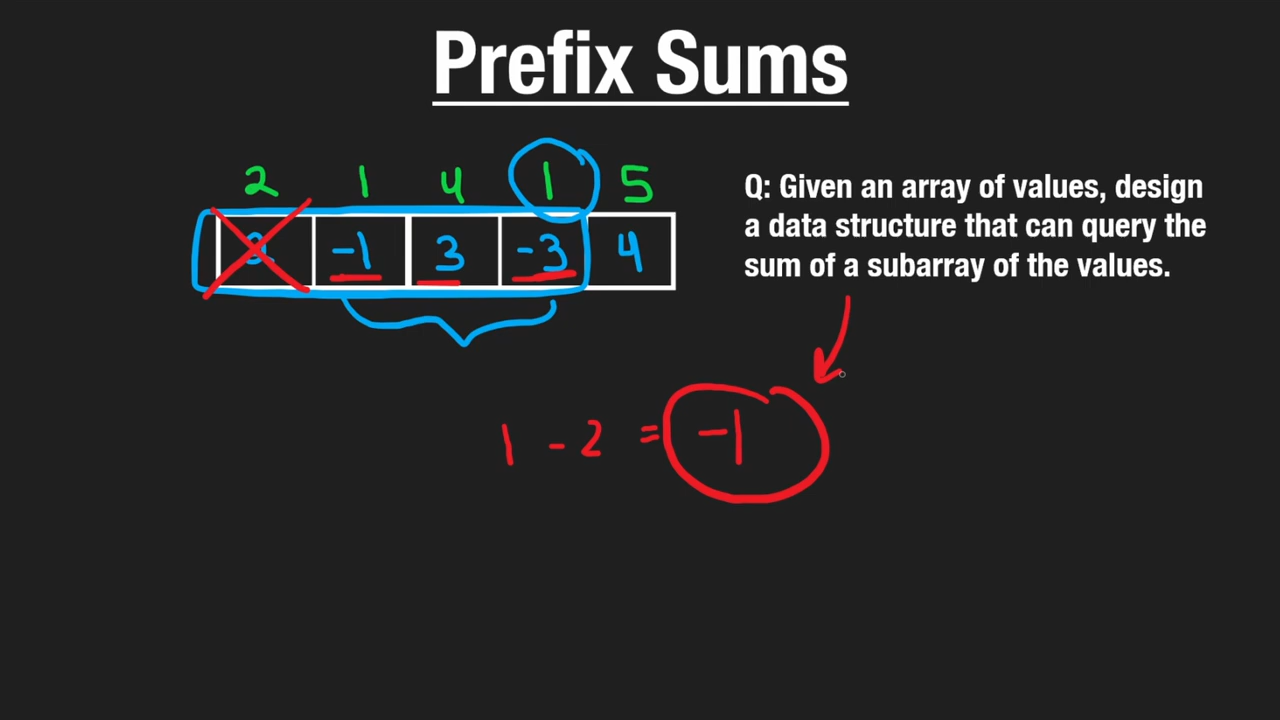 Prefix Sums
2 1 4 1 5
2 -1 3 -3 4
Q: Given an array of values, design
a data structure that can query the
sum of a subarray of the values.
1 - 2 = -1